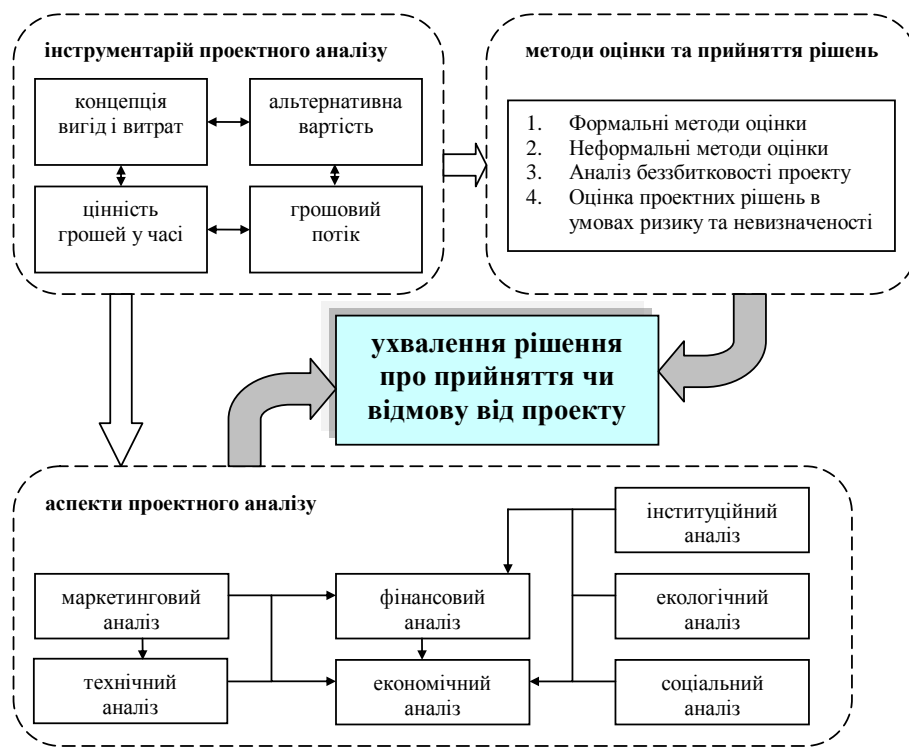 інструментарій проектного аналізу
концепція
вигід і витрат
альтернативна
вартість
цінність
грошей у часі
грошовий
потік
методи оцінки та прийняття рішень
1. Формальні методи оцінки
2. Неформальні методи оцінки
3. Аналіз беззбитковості проекту
4. Оцінка проектних рішень в
умовах ризику та невизначеності
ухвалення рішення
про прийняття чи
відмову від проекту
аспекти проектного аналізу
інституційний
аналіз
маркетинговий
аналіз
фінансовий
аналіз
екологічний
аналіз
технічний
аналіз
економічний
аналіз
соціальний
аналіз